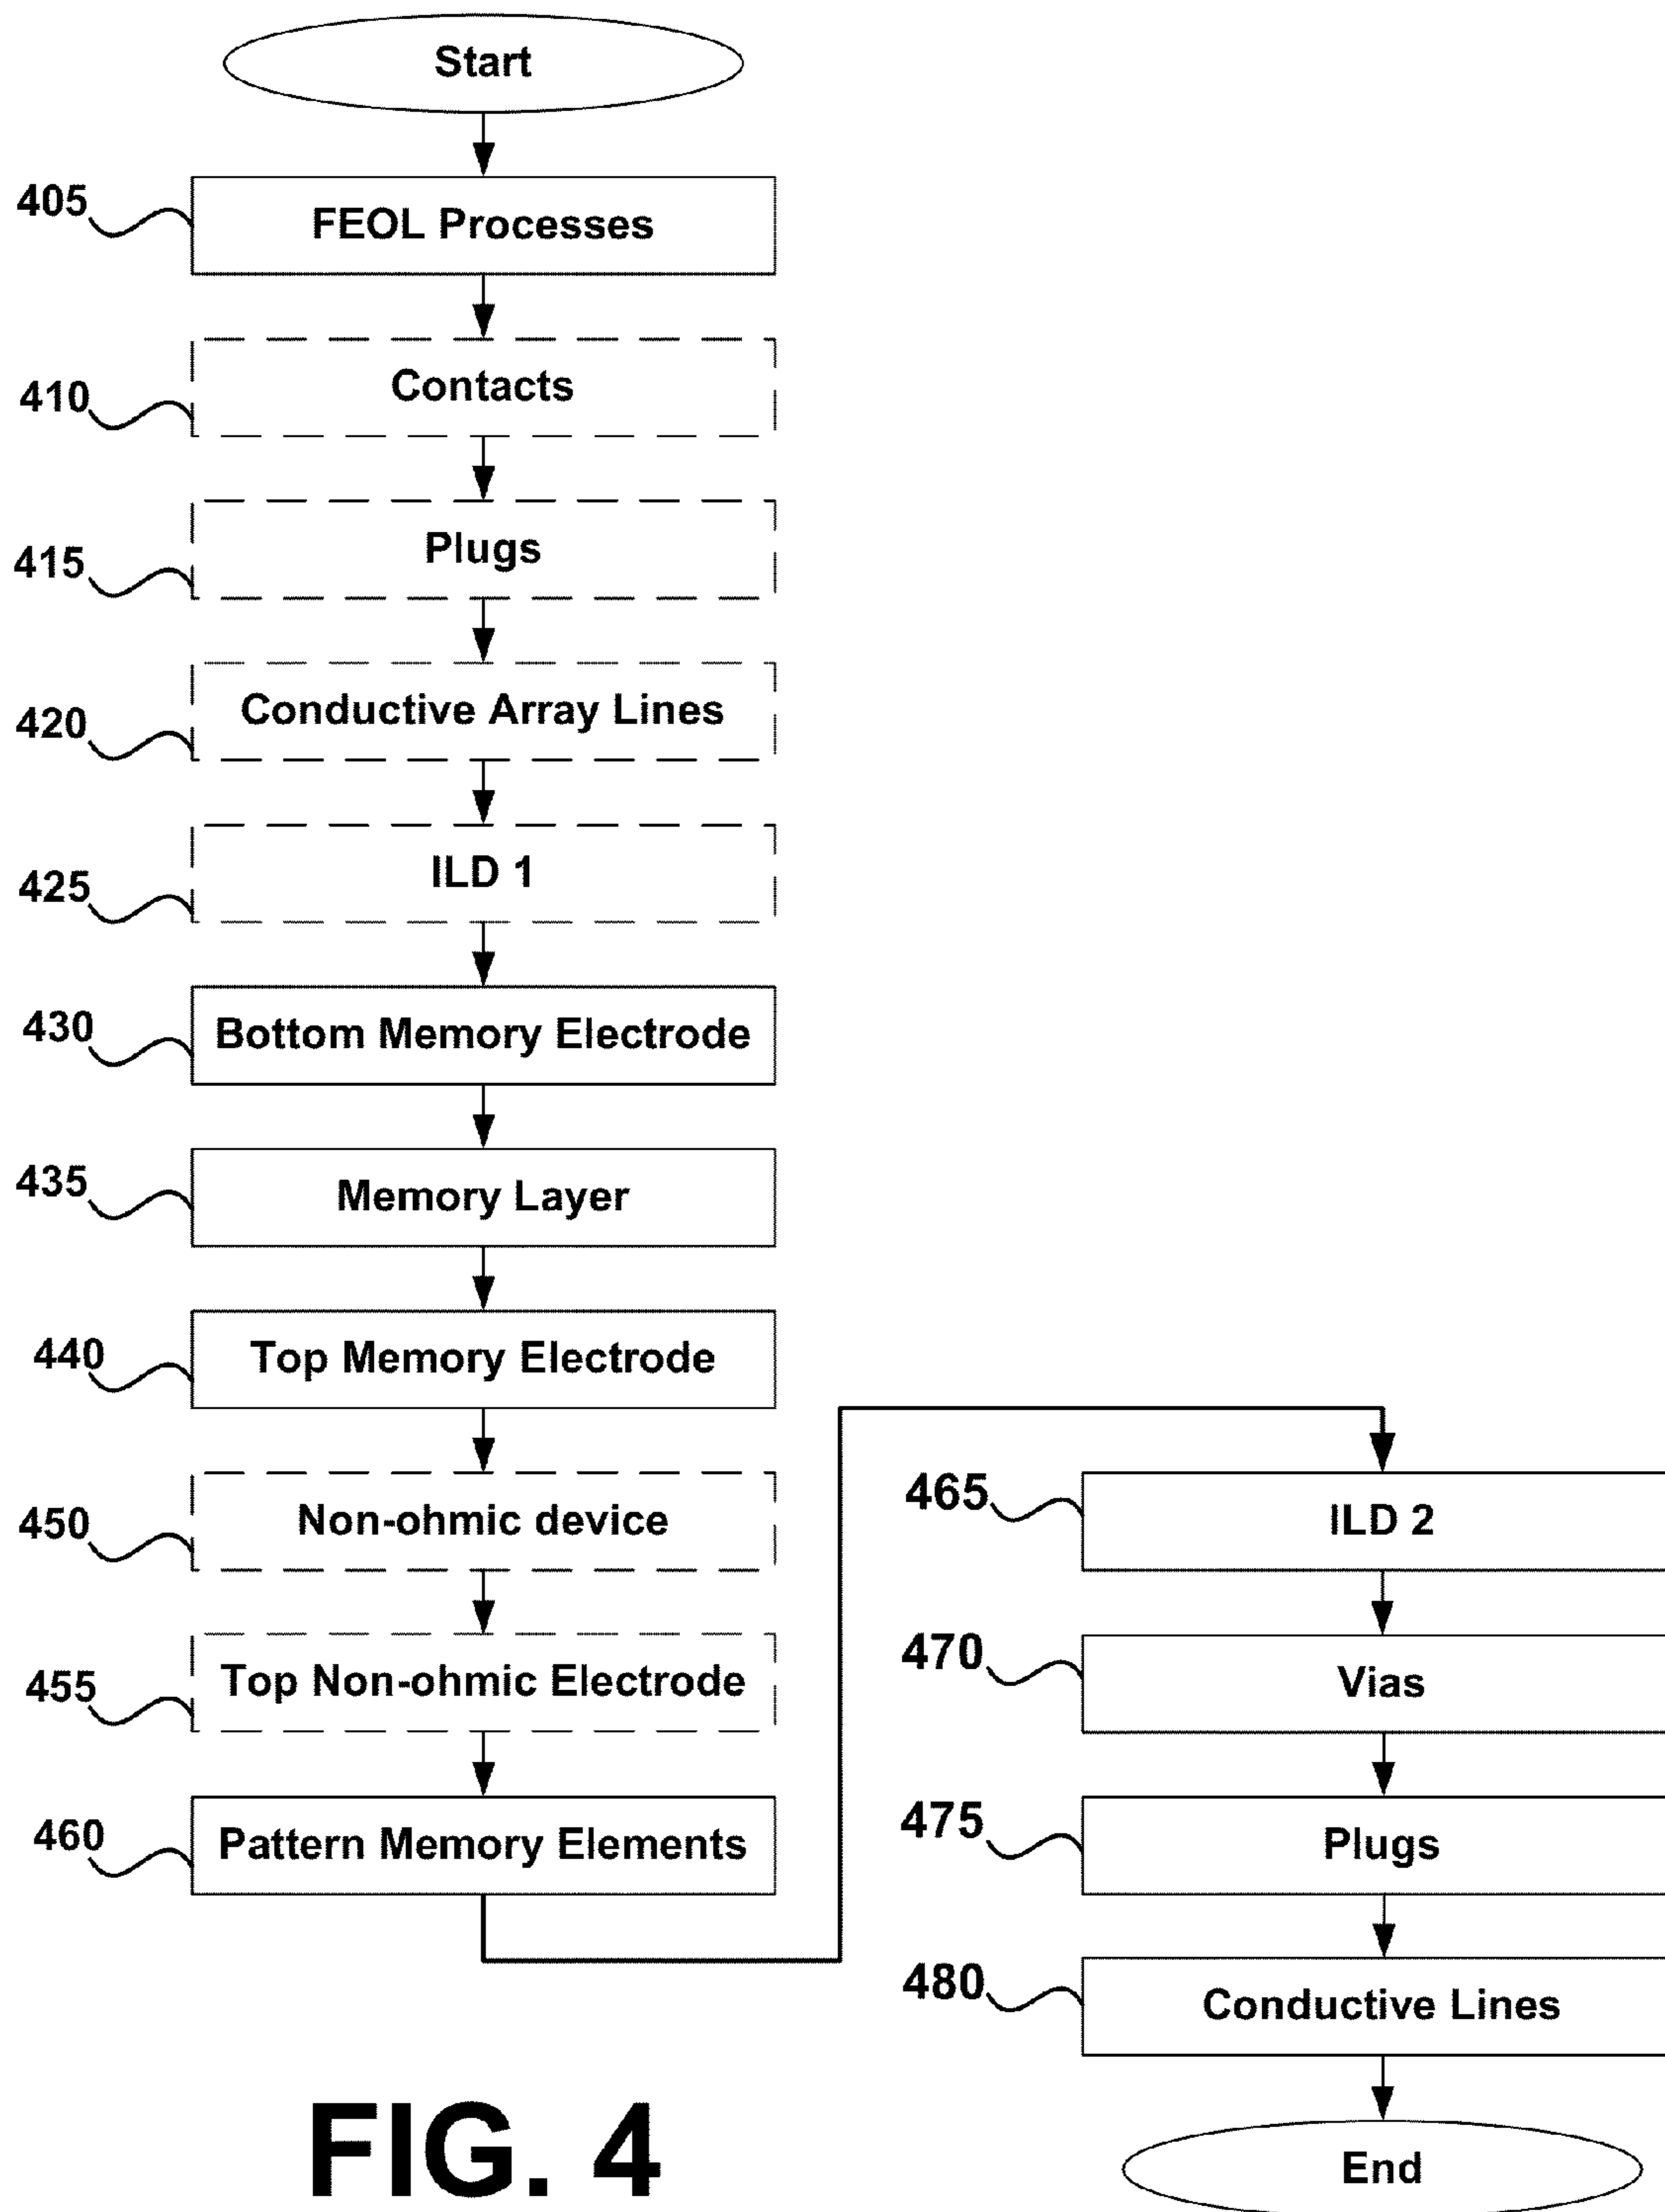 Start
405
FEOL Processes
410
Contacts
415
Plugs
420
Conductive Array Lines
425
ILD 1
430
Bottom Memory Electrode
435
Memory Layer
440
Top Memory Electrode
450
Non-ohmic device
455
Top Non-ohmic Electrode
460
Pattern Memory Elements
465
ILD 2
470
Vias
475
Plugs
480
Conductive Lines
End
FIG. 4